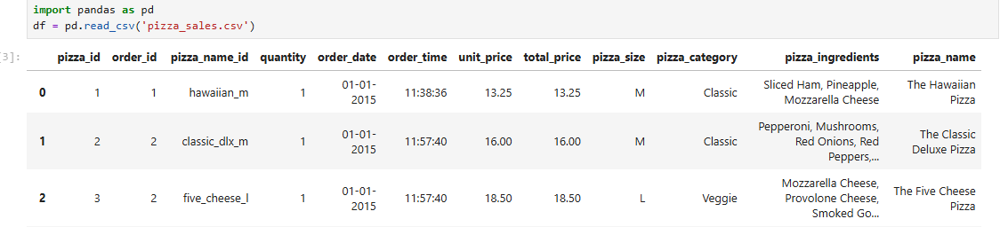 import pandas as pd
df = pd.read_csv('pizza_sales.csv')
[3]:
pizza_id order_id pizza_name_id quantity order_date order_time unit_price total_price pizza_size pizza_category pizza_ingredients pizza_name
0 1 1 hawaiian_m 1 01-01-2015 11:38:36 13.25 13.25 M Classic Sliced Ham, Pineapple, Mozzarella Cheese The Hawaiian Pizza
1 2 2 classic_dlx_m 1 01-01-2015 11:57:40 16.00 16.00 M Classic Pepperoni, Mushrooms, Red Onions, Red Peppers,... The Classic Deluxe Pizza
2 3 2 five_cheese_l 1 01-01-2015 11:57:40 18.50 18.50 L Veggie Mozzarella Cheese, Provolone Cheese, Smoked Go... The Five Cheese Pizza